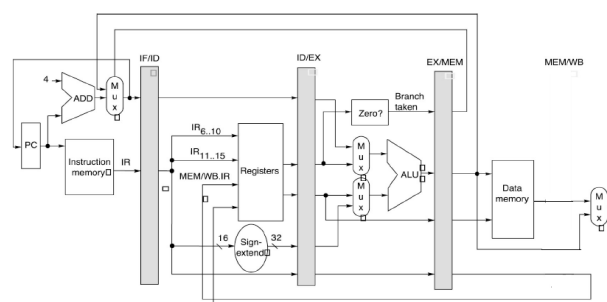 IF/ID
ID/EX
EX/MEM
MEM/WB
4
ADD
M
u
x
Zero?
Branch
taken
PC
Instruction
memory
IR
IR6..10
IR11..15
MEM/WB.IR
Registers
M
u
x
M
u
x
ALU
Data
memory
M
u
x
16
Sign-
extend
32